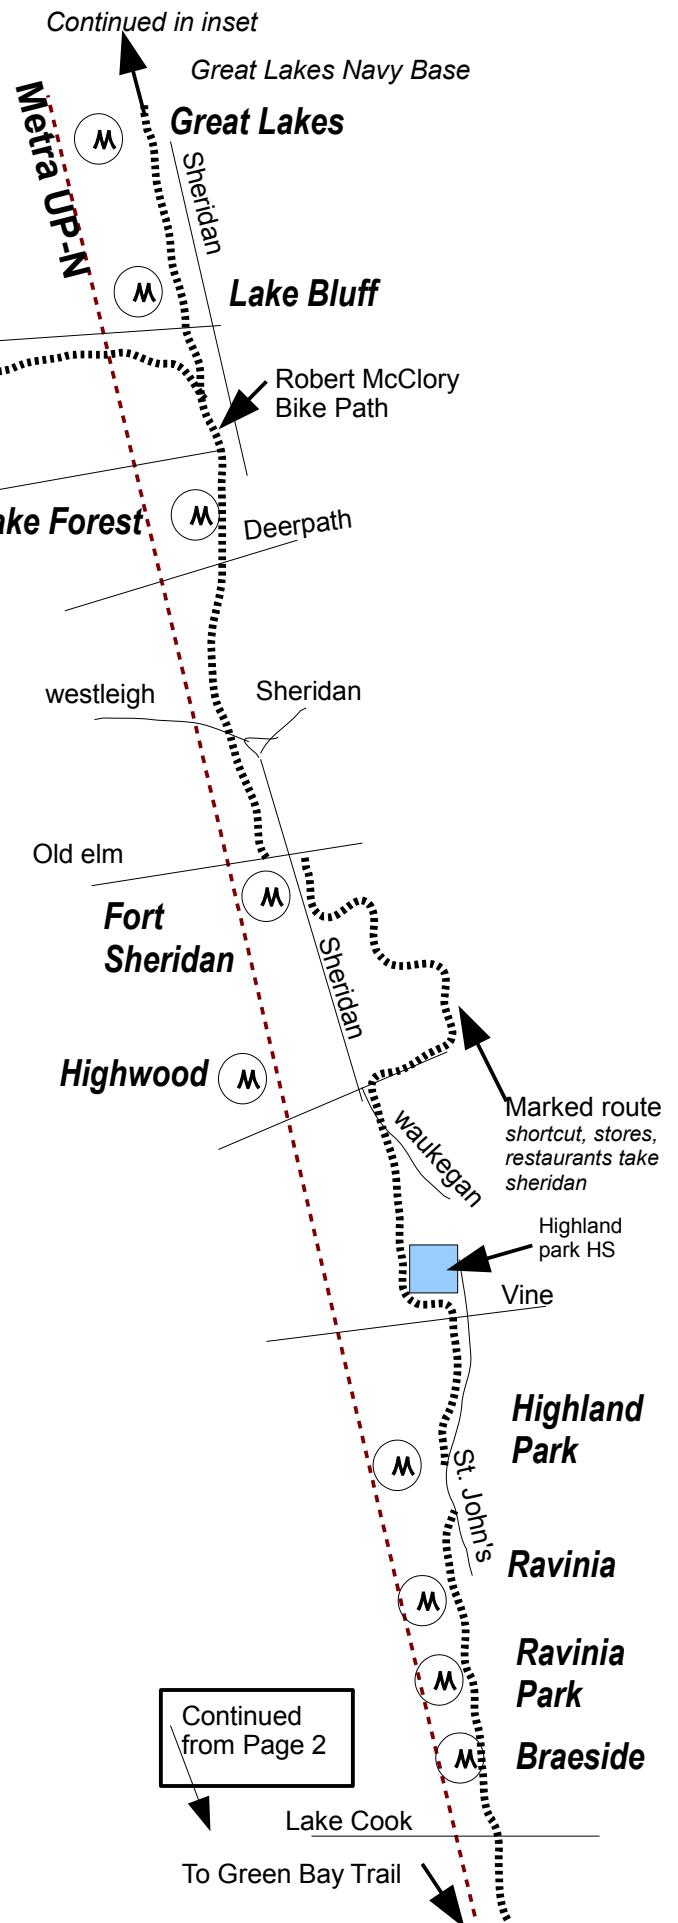 Continued in inset
Great Lakes Navy Base
Metra UP-N
M
Great Lakes
Sheridan
M
Lake Bluff
Robert McClory
Bike Path
ake Forest
M
Deerpath
westleigh
Sheridan
Old elm
M
Fort
Sheridan
Sheridan
Highwood
M
Marked route
shortcut, stores,
restaurants take
sheridan
waukegan
Highland
park HS
Vine
Highland
Park
M
St. John's
Ravinia
M
Ravinia
Park
M
Continued
from Page 2
Braeside
M
Lake Cook
To Green Bay Trail